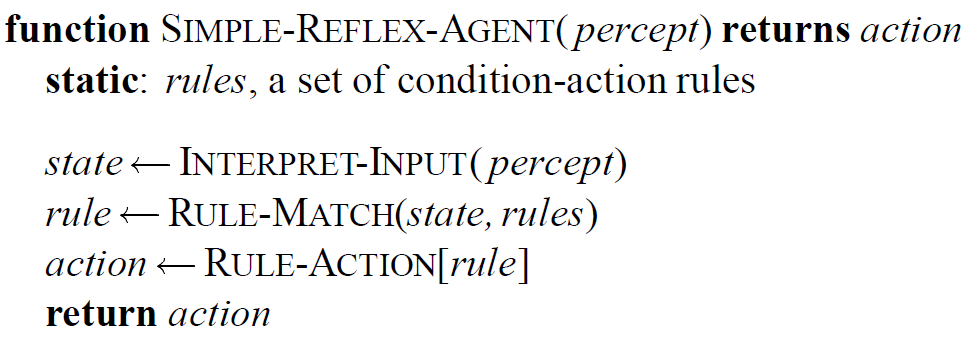 function SIMPLE-REFLEX-AGENT(percept) returns action
static: rules, a set of condition-action rules
state ← INTERPRET-INPUT(percept)
rule ← RULE-MATCH(state, rules)
action ← RULE-ACTION[rule]
return action